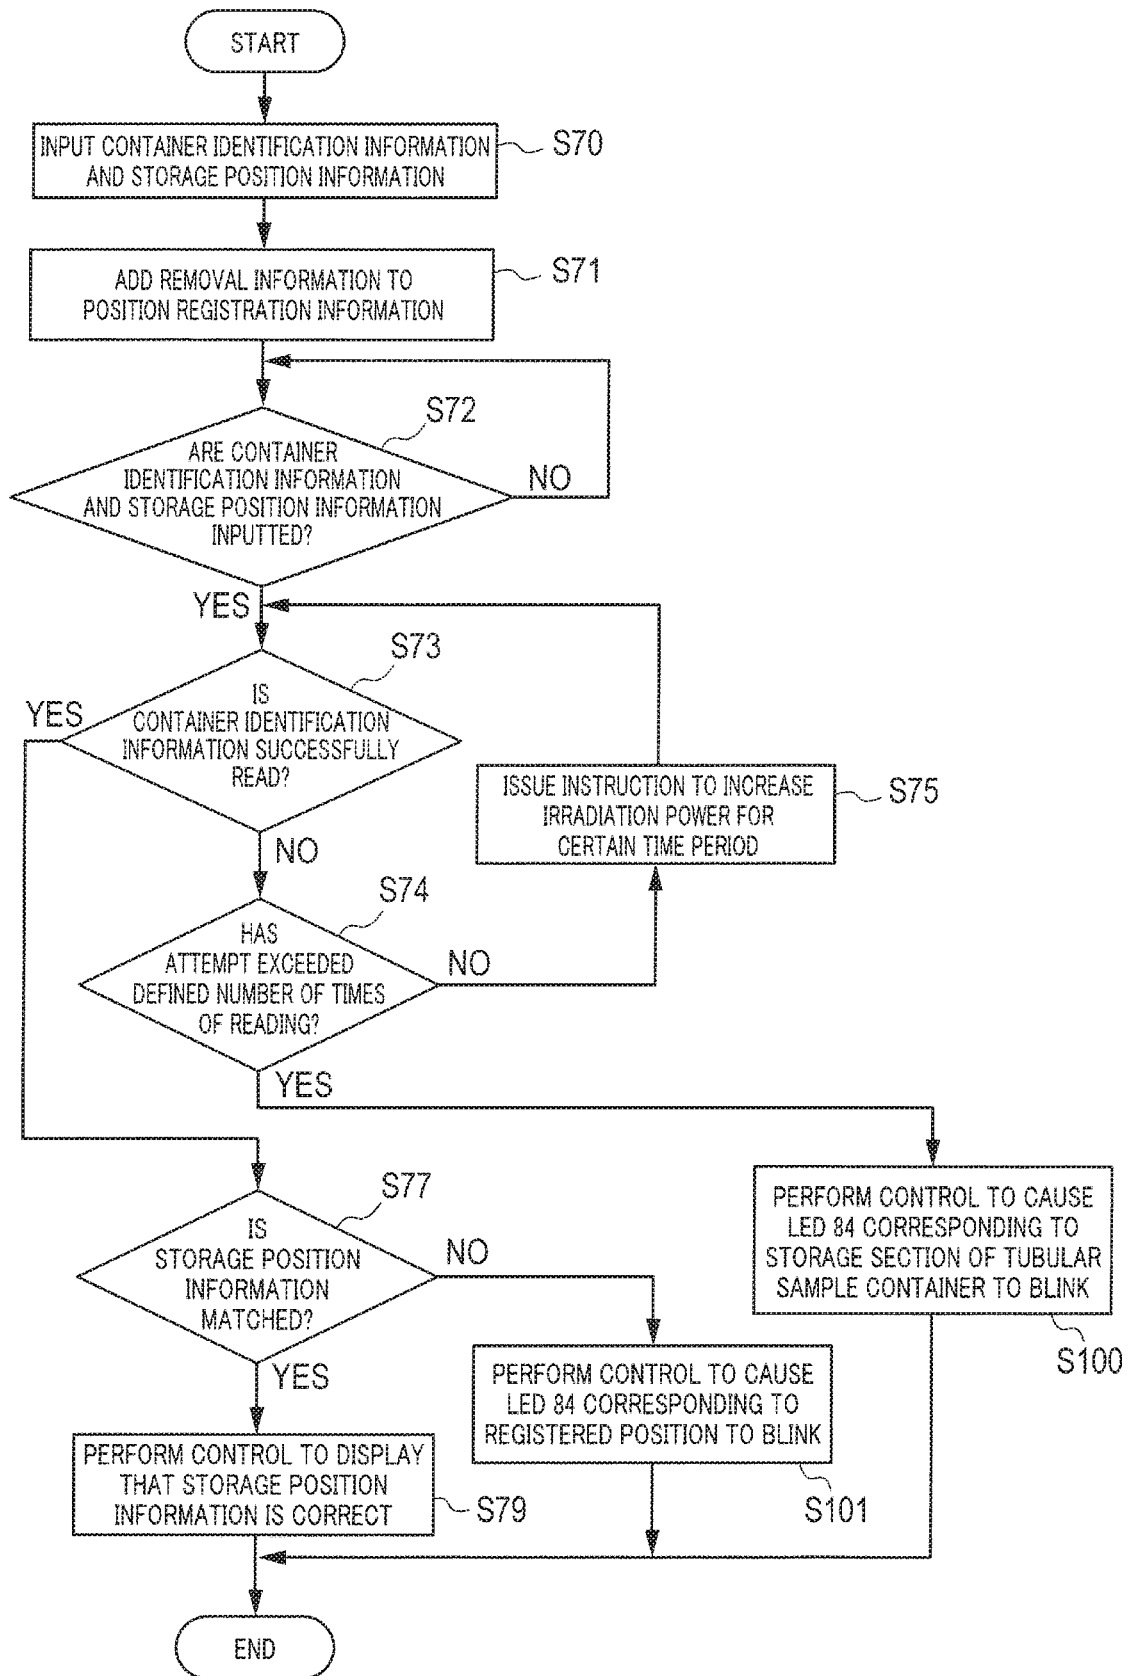 START
INPUT CONTAINER IDENTIFICATION INFORMATION
AND STORAGE POSITION INFORMATION
S70
ADD REMOVAL INFORMATION TO
POSITION REGISTRATION INFORMATION
S71
S72
ARE CONTAINER
IDENTIFICATION INFORMATION
AND STORAGE POSITION INFORMATION
INPUTTED?
NO
YES
S73
IS
CONTAINER IDENTIFICATION
INFORMATION SUCCESSFULLY
READ?
YES
NO
ISSUE INSTRUCTION TO INCREASE
IRRADIATION POWER FOR
CERTAIN TIME PERIOD
S75
S74
HAS
ATTEMPT EXCEEDED
DEFINED NUMBER OF TIMES
OF READING?
NO
YES
S77
IS
STORAGE POSITION
INFORMATION
MATCHED?
NO
YES
PERFORM CONTROL TO CAUSE
LED 84 CORRESPONDING TO
STORAGE SECTION OF TUBULAR
SAMPLE CONTAINER TO BLINK
S100
PERFORM CONTROL TO CAUSE
LED 84 CORRESPONDING TO
REGISTERED POSITION TO BLINK
S101
PERFORM CONTROL TO DISPLAY
THAT STORAGE POSITION
INFORMATION IS CORRECT
S79
END